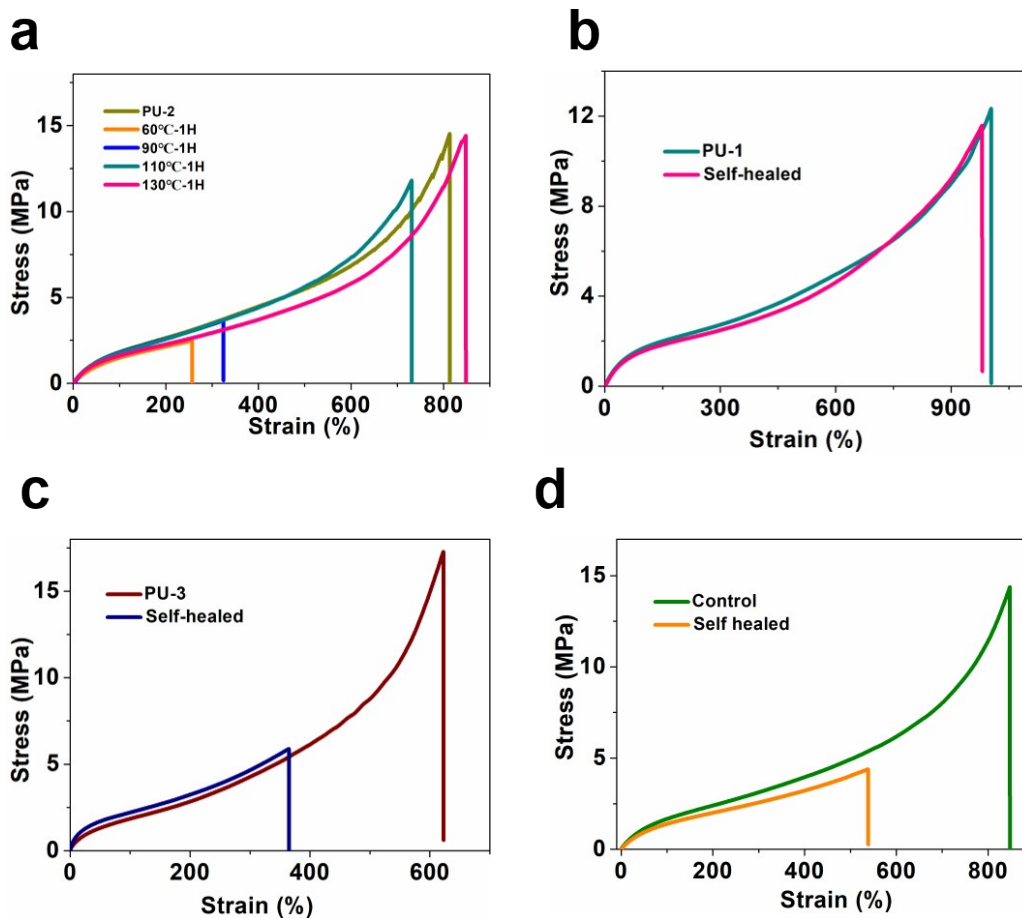 a
15
10
5
0
Stress (MPa)
PU-2
60℃-1H
90℃-1H
110℃-1H
130℃-1H
0
200
400
600
800
Strain (%)
b
12
8
4
0
Stress (MPa)
PU-1
Self-healed
0
300
600
900
Strain (%)
c
15
10
5
0
Stress (MPa)
PU-3
Self-healed
0
200
400
600
Strain (%)
d
15
10
5
0
Stress (MPa)
Control
Self healed
0
200
400
600
800
Strain (%)